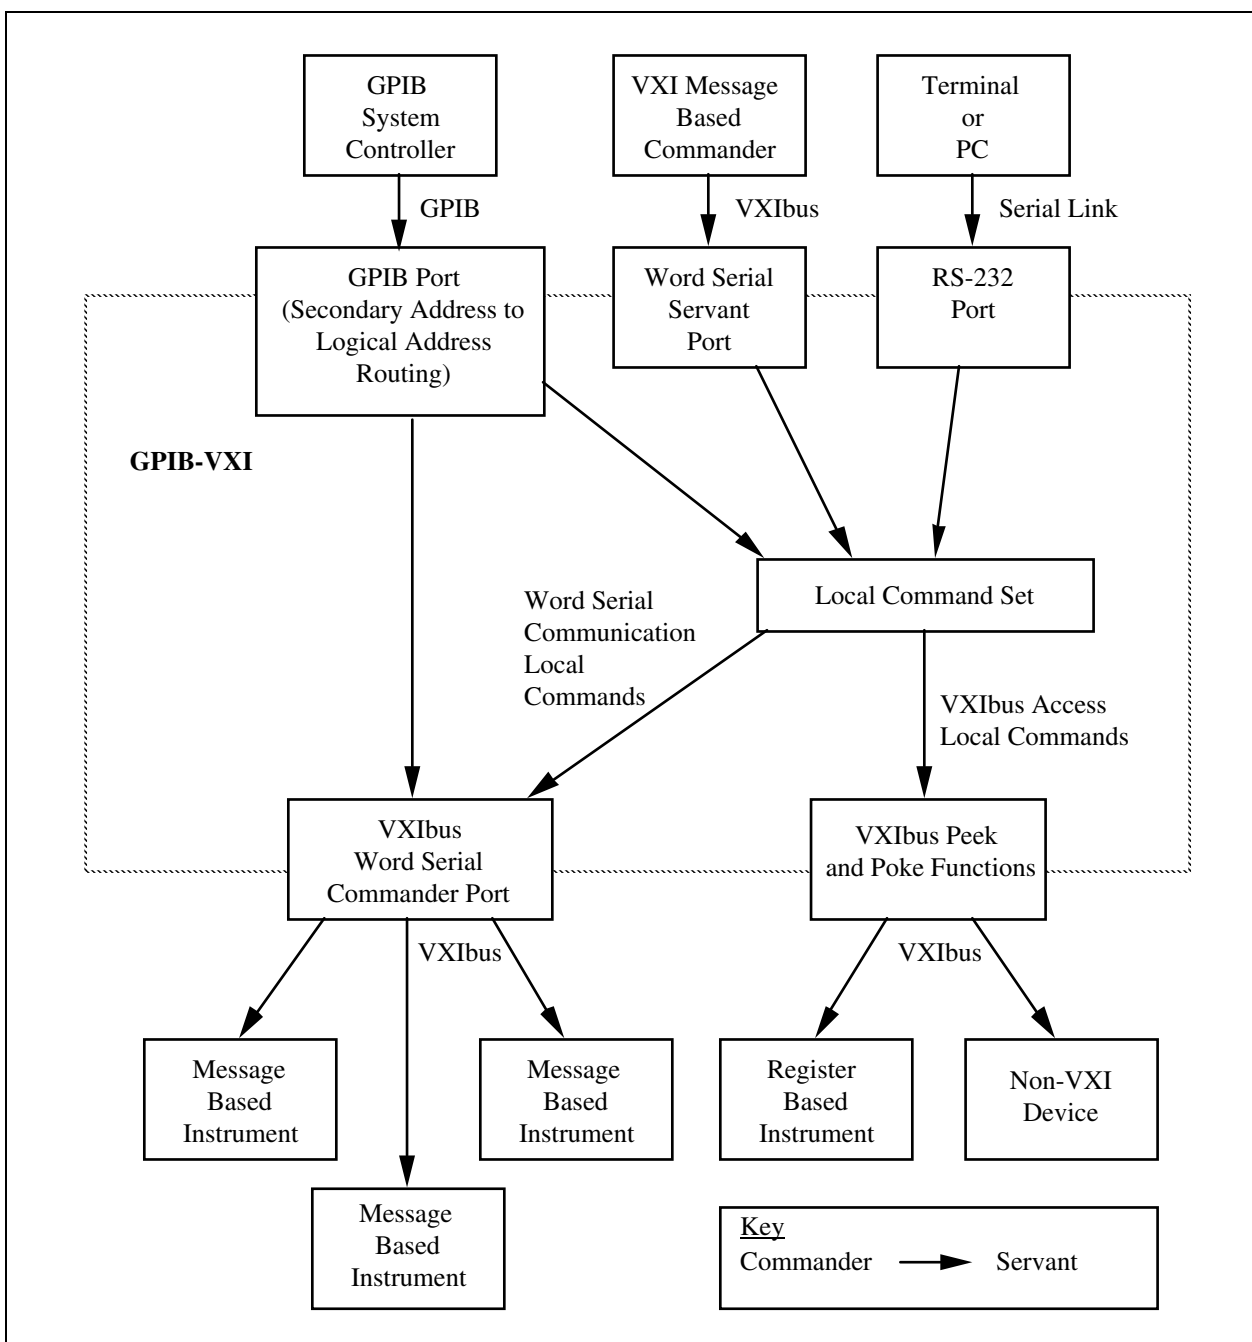 GPIB
System
Controller
VXI Message
Based
Commander
Terminal
or
PC
GPIB
VXIbus
Serial Link
GPIB Port
(Secondary Address to
Logical Address
Routing)
Word Serial
Servant
Port
RS-232
Port
GPIB-VXI
Local Command Set
Word Serial
Communication
Local
Commands
VXIbus Access
Local Commands
VXIbus
Word Serial
Commander Port
VXIbus Peek
and Poke Functions
VXIbus
VXIbus
Message
Based
Instrument
Message
Based
Instrument
Register
Based
Instrument
Non-VXI
Device
Message
Based
Instrument
Key
Commander
Servant